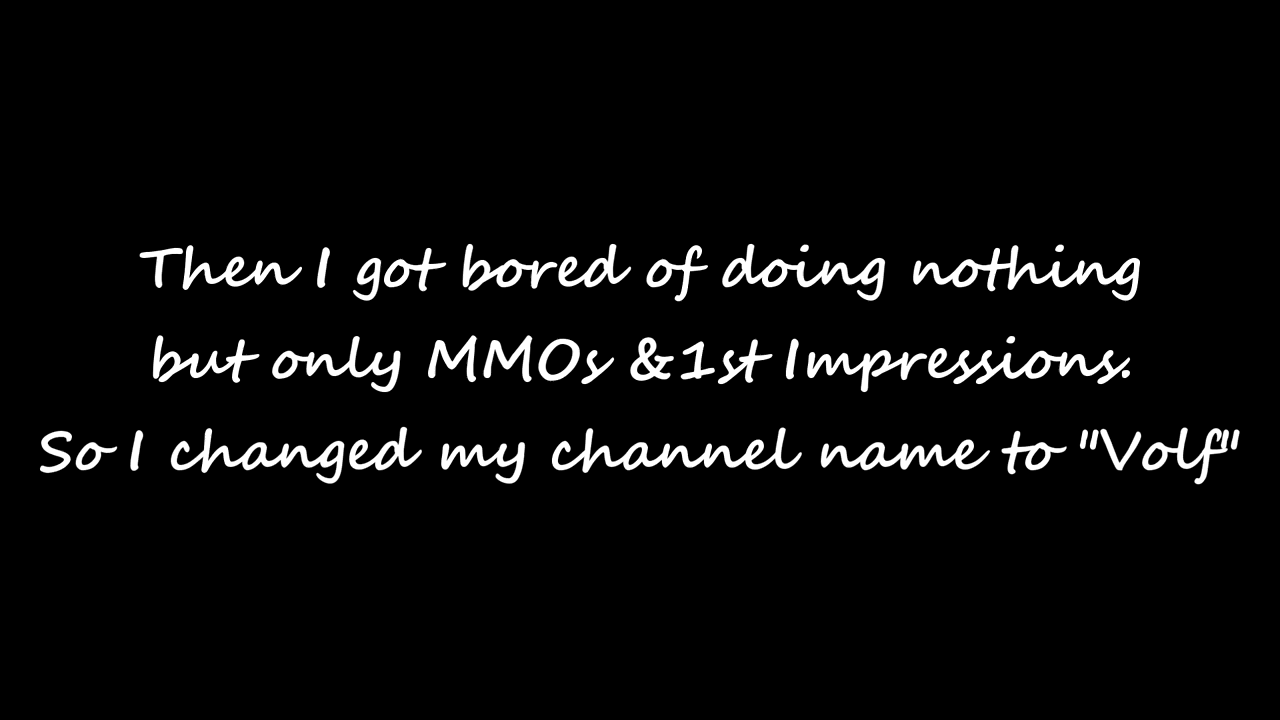 Then I got bored of doing nothing
but only MMOs &1st Impressions.
So I changed my channel name to "Volf"